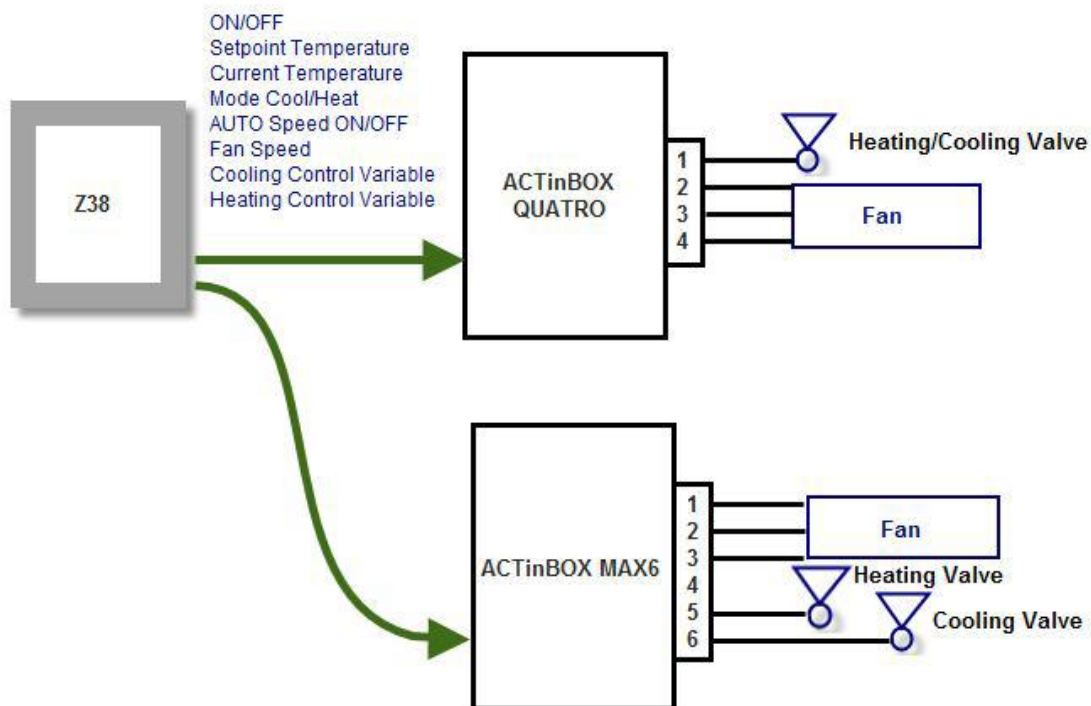 ON/OFF
Setpoint Temperature
Current Temperature
Mode Cool/Heat
AUTO Speed ON/OFF
Fan Speed
Cooling Control Variable
Heating Control Variable
Z38
ACTinBOX
QUATRO
1
2
3
4
Heating/Cooling Valve
Fan
ACTinBOX MAX6
1
2
3
4
5
6
Fan
Heating Valve
Cooling Valve